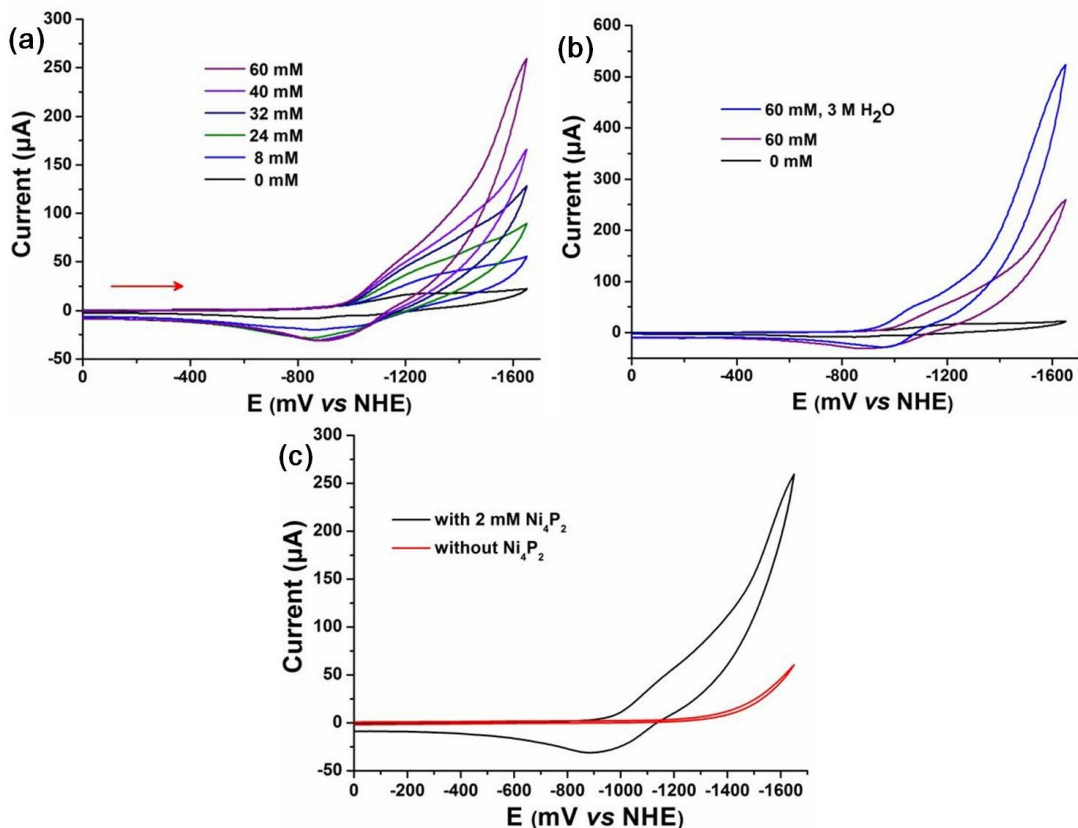 (a)
300
250
200
150
100
50
0
-50
Current (µA)
60 mM
40 mM
32 mM
24 mM
8 mM
0 mM
0 -400 -800 -1200 -1600
E (mV vs NHE)
(b)
600
500
400
300
200
100
0
Current (µA)
60 mM, 3 M H₂O
60 mM
0 mM
0 -400 -800 -1200 -1600
E (mV vs NHE)
(c)
300
250
200
150
100
50
0
-50
Current (µA)
with 2 mM Ni₄P₂
without Ni₄P₂
0 -200 -400 -600 -800 -1000 -1200 -1400 -1600
E (mV vs NHE)